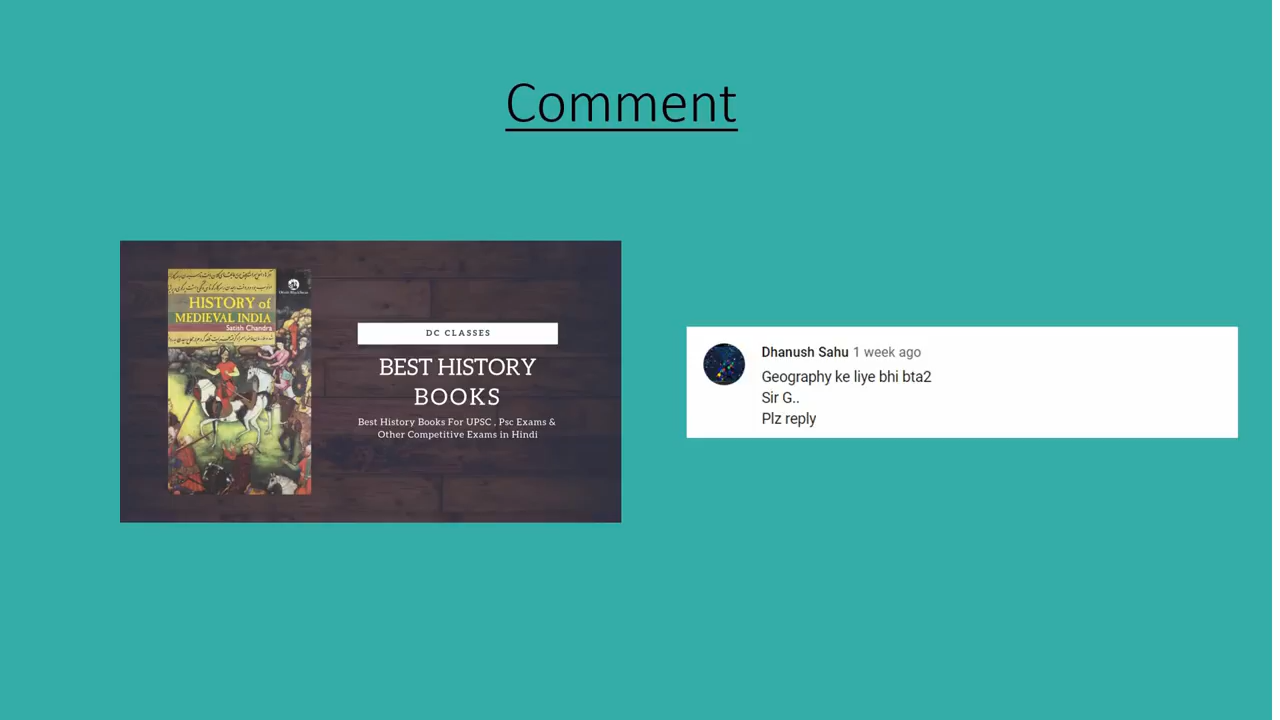 Comment
HISTORY of
MEDIEVAL INDIA
Satish Chandra
DC CLASSES
BEST HISTORY
BOOKS
Best History Books For UPSC , Psc Exams &
Other Competitive Exams in Hindi
Dhanush Sahu 1 week ago
Geography ke liye bhi bta2
Sir G..
Plz reply